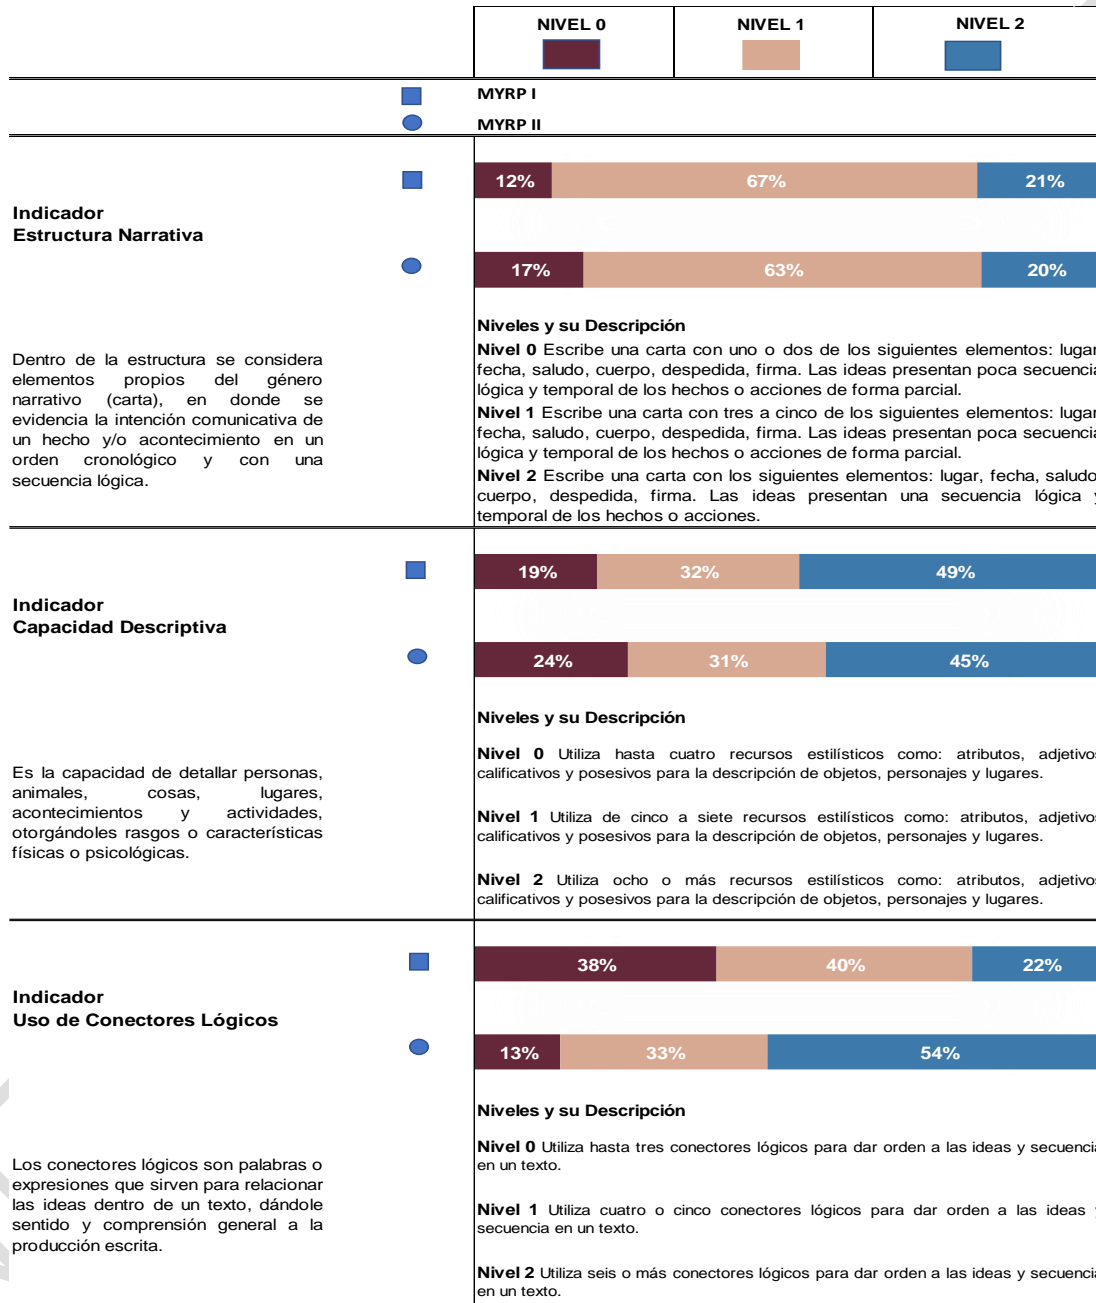 NIVEL 0 NIVEL 1 NIVEL 2
MYRP I
MYRP II
12% 67% 21%
Indicador
Estructura Narrativa
17% 63% 20%
Dentro de la estructura se considera
elementos propios del género
narrativo (carta), en donde se
evidencia la intención comunicativa de
un hecho y/o acontecimiento en un
orden cronológico y con una
secuencia lógica.
Niveles y su Descripción
Nivel 0 Escribe una carta con uno o dos de los siguientes elementos: lugar
fecha, saludo, cuerpo, despedida, firma. Las ideas presentan poca secuencia
lógica y temporal de los hechos o acciones de forma parcial.
Nivel 1 Escribe una carta con tres a cinco de los siguientes elementos: lugar
fecha, saludo, cuerpo, despedida, firma. Las ideas presentan poca secuencia
lógica y temporal de los hechos o acciones de forma parcial.
Nivel 2 Escribe una carta con los siguientes elementos: lugar, fecha, saludo
cuerpo, despedida, firma. Las ideas presentan una secuencia lógica y
temporal de los hechos o acciones.
19% 32% 49%
Indicador
Capacidad Descriptiva
24% 31% 45%
Es la capacidad de detallar personas,
animales, cosas, lugares,
acontecimientos y actividades,
otorgándoles rasgos o características
físicas o psicológicas.
Niveles y su Descripción
Nivel 0 Utiliza hasta cuatro recursos estilísticos como: atributos, adjetivos
calificativos y posesivos para la descripción de objetos, personajes y lugares.
Nivel 1 Utiliza de cinco a siete recursos estilísticos como: atributos, adjetivos
calificativos y posesivos para la descripción de objetos, personajes y lugares.
Nivel 2 Utiliza ocho o más recursos estilísticos como: atributos, adjetivos
calificativos y posesivos para la descripción de objetos, personajes y lugares.
38% 40% 22%
Indicador
Uso de Conectores Lógicos
13% 33% 54%
Los conectores lógicos son palabras o
expresiones que sirven para relacionar
las ideas dentro de un texto, dándole
sentido y comprensión general a la
producción escrita.
Niveles y su Descripción
Nivel 0 Utiliza hasta tres conectores lógicos para dar orden a las ideas y secuencia
en un texto.
Nivel 1 Utiliza cuatro o cinco conectores lógicos para dar orden a las ideas y
secuencia en un texto.
Nivel 2 Utiliza seis o más conectores lógicos para dar orden a las ideas y secuencia
en un texto.